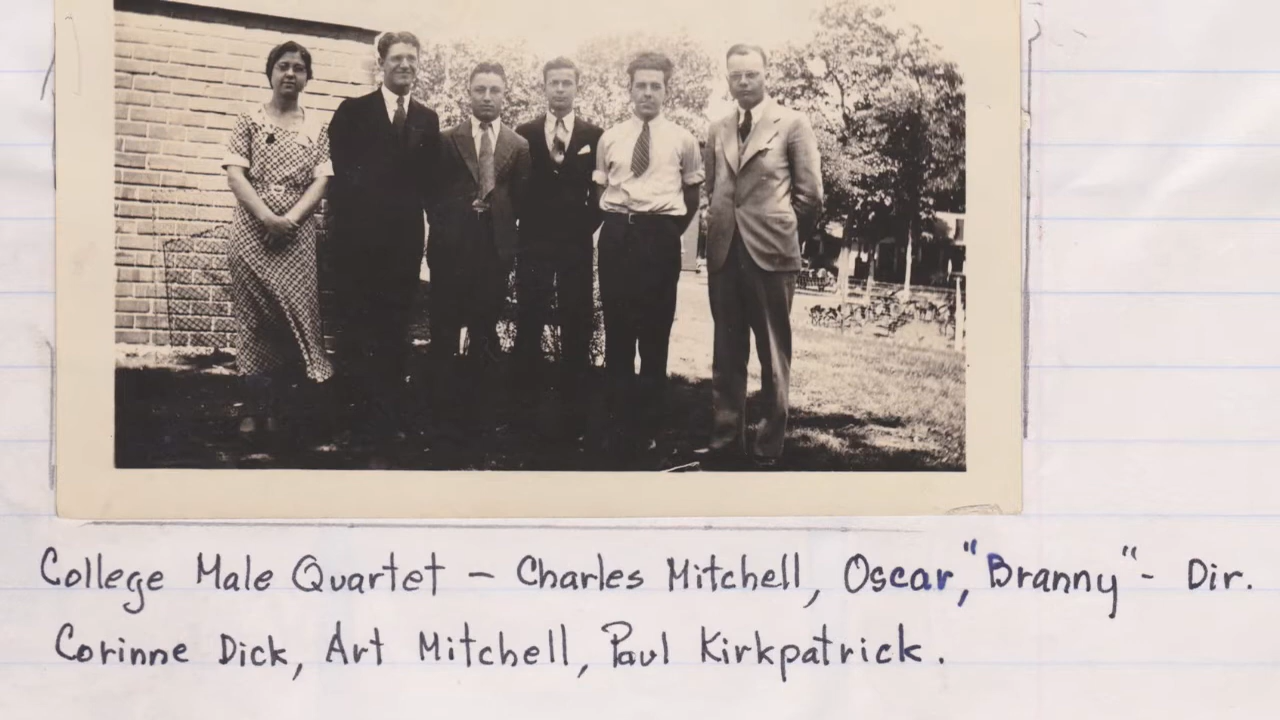 College Male Quartet - Charles Mitchell, Oscar, "Branny" - Dir.
Corinne Dick, Art Mitchell, Paul Kirkpatrick.